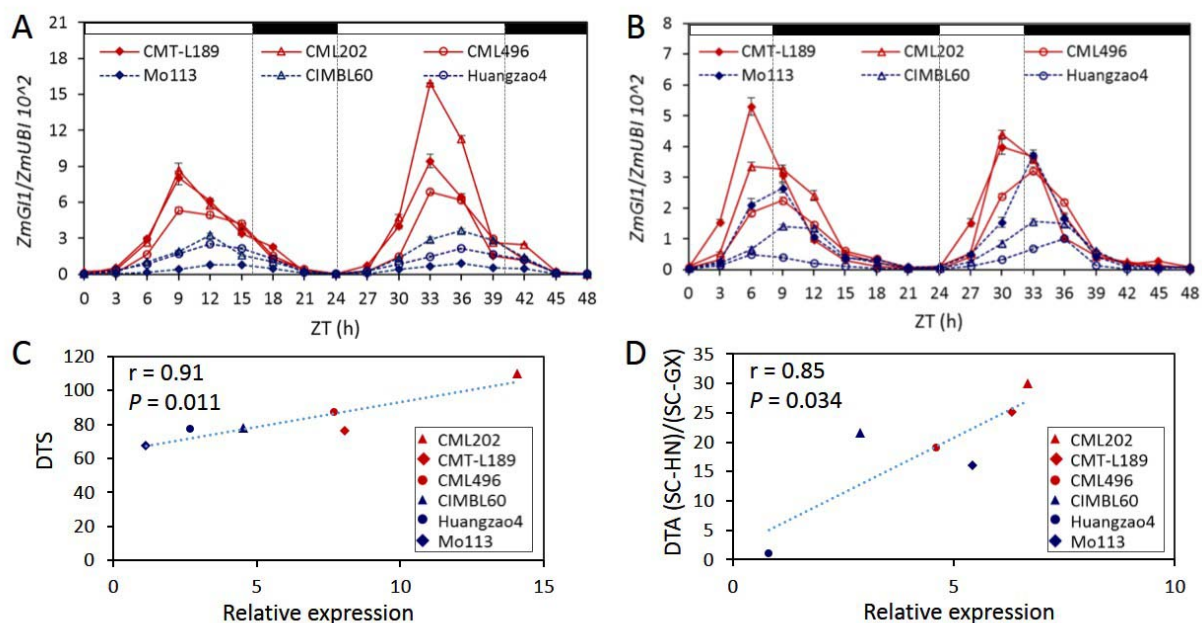 A
21
18
15
12
9
6
3
0
ZmGI1/ZmUBI 10^2
CMT-L189 CML202 CML496
Mo113 CIMBL60 Huangzao4
0 3 6 9 12 15 18 21 24 27 30 33 36 39 42 45 48
ZT (h)
B
8
7
6
5
4
3
2
1
0
ZmGI1/ZmUBI 10^2
CMT-L189 CML202 CML496
Mo113 CIMBL60 Huangzao4
0 3 6 9 12 15 18 21 24 27 30 33 36 39 42 45 48
ZT (h)
C
120
100
80
60
40
20
0
DTS
r = 0.91
P = 0.011
CML202
CMT-L189
CML496
CIMBL60
Huangzao4
Mo113
0 5 10 15
Relative expression
D
35
30
25
20
15
10
5
0
DTA (SC-HN)/(SC-GX)
r = 0.85
P = 0.034
CML202
CMT-L189
CML496
CIMBL60
Huangzao4
Mo113
0 5 10
Relative expression